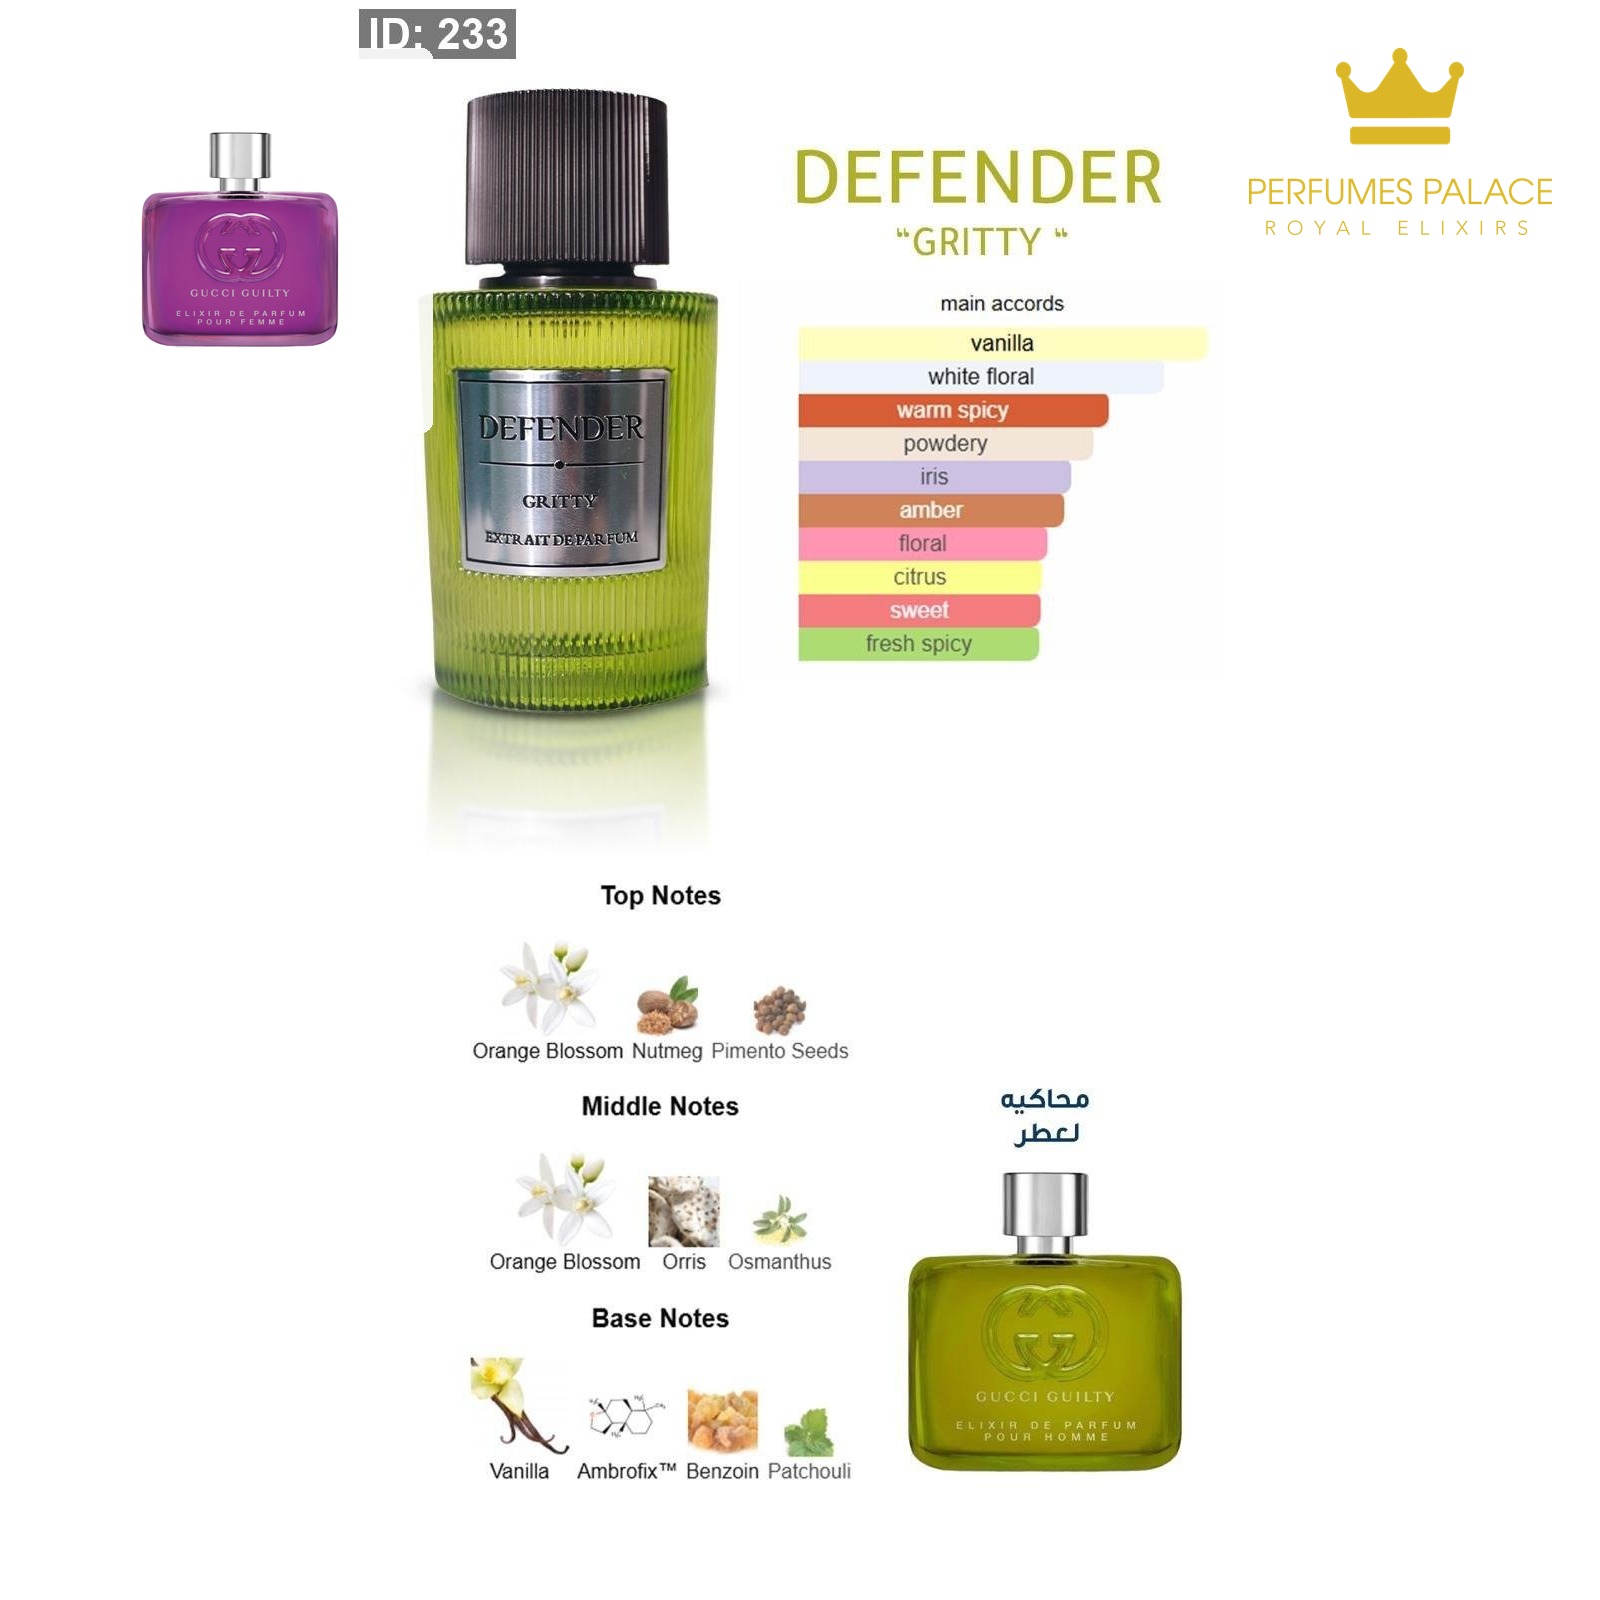 ID: 233
PERFUMES PALACE
ROYAL ELIXIRS
GUCCI GUILTY
ELIXIR DE PARFUM
POUR FEMME
DEFENDER
GRITTY
EXTRAIT DE PARFUM
DEFENDER
“GRITTY “
main accords
vanilla
white floral
warm spicy
powdery
iris
amber
floral
citrus
sweet
fresh spicy
Top Notes
Orange Blossom Nutmeg Pimento Seeds
Middle Notes
Orange Blossom Orris Osmanthus
Base Notes
Vanilla Ambrofix™ Benzoin Patchouli
محاكيه
لعطر
GUCCI GUILTY
ELIXIR DE PARFUM
POUR HOMME